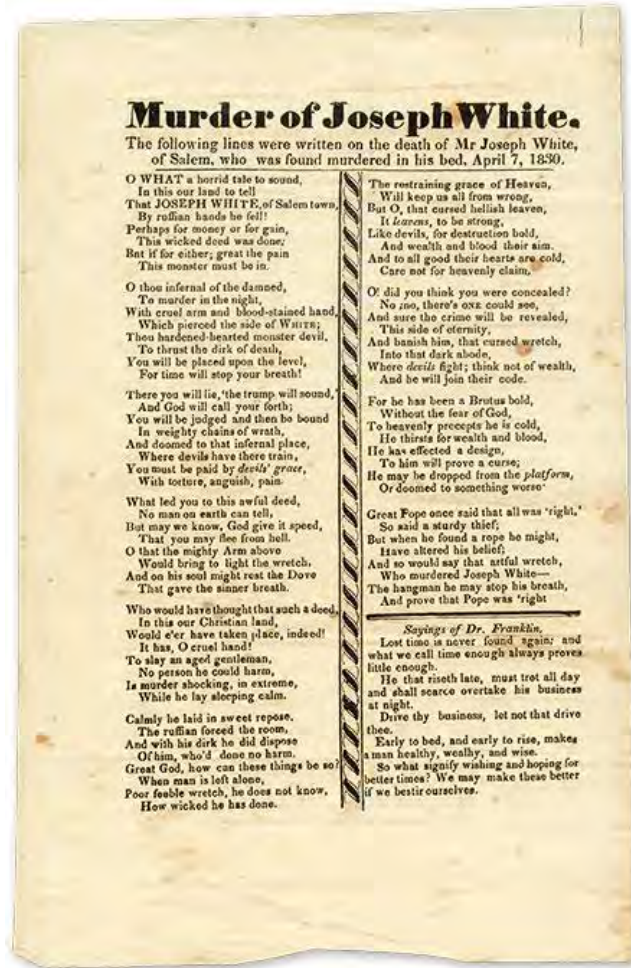 Murder of Joseph White.
The following lines were written on the death of Mr Joseph White,
of Salem, who was found murdered in his bed, April 7, 1830.
O WHAT a horrid tale to sound,
In this our land to tell
That JOSEPH WHITE, of Salem town,
By ruffian hands he fell!
Perhaps for money or for gain,
This wicked deed was done;
But if for either; great the pain
This monster must be in.
O thou infernal of the damned,
To murder in the night,
With cruel arm and blood-stained hand,
Which pierced the side of WHITE;
Thou hardened-hearted monster devil,
To thrust the dirk of death,
You will be placed upon the level,
For time will stop your breath!
There you will lie, 'the trump will sound,'
And God will call your forth;
You will be judged and then be bound
In weighty chains of wrath,
And doomed to that infernal place,
Where devils have there train,
You must be paid by devils' grace,
With torture, anguish, pain.
What led you to this awful deed,
No man on earth can tell,
But may we know, God give it speed,
That you may flee from hell.
O that the mighty Arm above
Would bring to light the wretch,
And on his soul might rest the Dove
That gave the sinner breath.
Who would have thought that such a deed,
In this our Christian land,
Would e'er have taken place, indeed!
It has, O cruel hand!
To slay an aged gentleman,
No person he could harm,
Is murder shocking, in extreme,
While he lay sleeping calm.
Calmly he laid in sweet repose,
The ruffian forced the room,
And with his dirk he did dispose
Of him, who'd done no harm.
Great God, how can these things be so?
When man is left alone,
Poor feeble wretch, he does not know,
How wicked he has done.
The restraining grace of Heaven,
Will keep us all from wrong,
But O, that cursed hellish leaven,
It leavens, to be strong,
Like devils, for destruction bold,
And wealth and blood their aim.
And to all good their hearts are cold,
Care not for heavenly claim,
O! did you think you were concealed?
No ;no, there's ONE could see,
And sure the crime will be revealed,
This side of eternity,
And banish him, that cursed wretch,
Into that dark abode,
Where devils fight; think not of wealth,
And he will join their code.
For he has been a Brutus bold,
Without the fear of God,
To heavenly precepts he is cold,
He thirsts for wealth and blood,
He has effected a design,
To him will prove a curse;
He may be dropped from the platform,
Or doomed to something worse·
Great Pope once said that all was 'right,'
So said a sturdy thief;
But when he found a rope he might,
Have altered his belief;
And so would say that artful wretch,
Who murdered Joseph White—
The hangman he may stop his breath,
And prove that Pope was 'right
Sayings of Dr. Franklin.
Lost time is never found again; and
what we call time enough always proves
little enough.
He that riseth late, must trot all day
and shall scarce overtake his business
at night.
Drive thy business, let not that drive
thee.
Early to bed, and early to rise, makes
a man healthy, wealhy, and wise.
So what signify wishing and hoping for
better times? We may make these better
if we bestir ourselves.